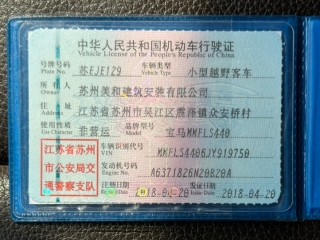 中华人民共和国机动车行驶证
Vehicle License of the People's Republic of China
号牌号码 苏EJE129 车辆类型 小型越野客车
Plate No. Vehicle Type
所有人 苏州美和建筑安装有限公司
Owner
住址 江苏省苏州市吴江区震泽镇众安桥村
Address
使用性质 非营运 品牌型号 宝马MKFLS440
Use Character Model
江苏省苏州
市公安局交
通警察支队
车辆识别代号 MKFLS4406JY919750
VIN
发动机号码 A6371826N20B20A
Engine No.
注册日期 2018-04-20 发证日期 2018-04-20
Register Date Issue Date